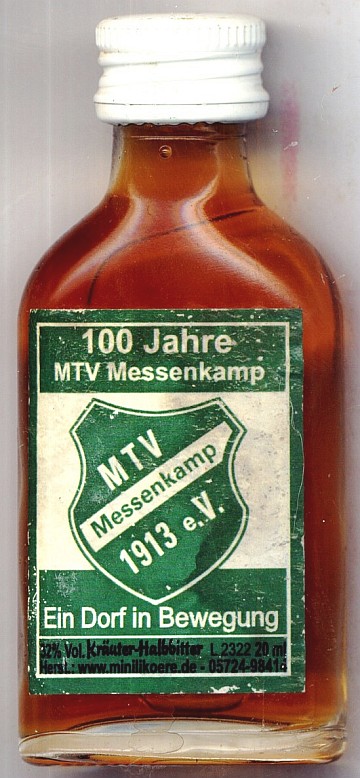 100 Jahre
MTV Messenkamp
MTV
Messenkamp
1913 e.V.
Ein Dorf in Bewegung
32% Vol. Kräuter-Halbbitter L 2322 20 ml
Herst.: www.minilikoere.de - 05724-98414